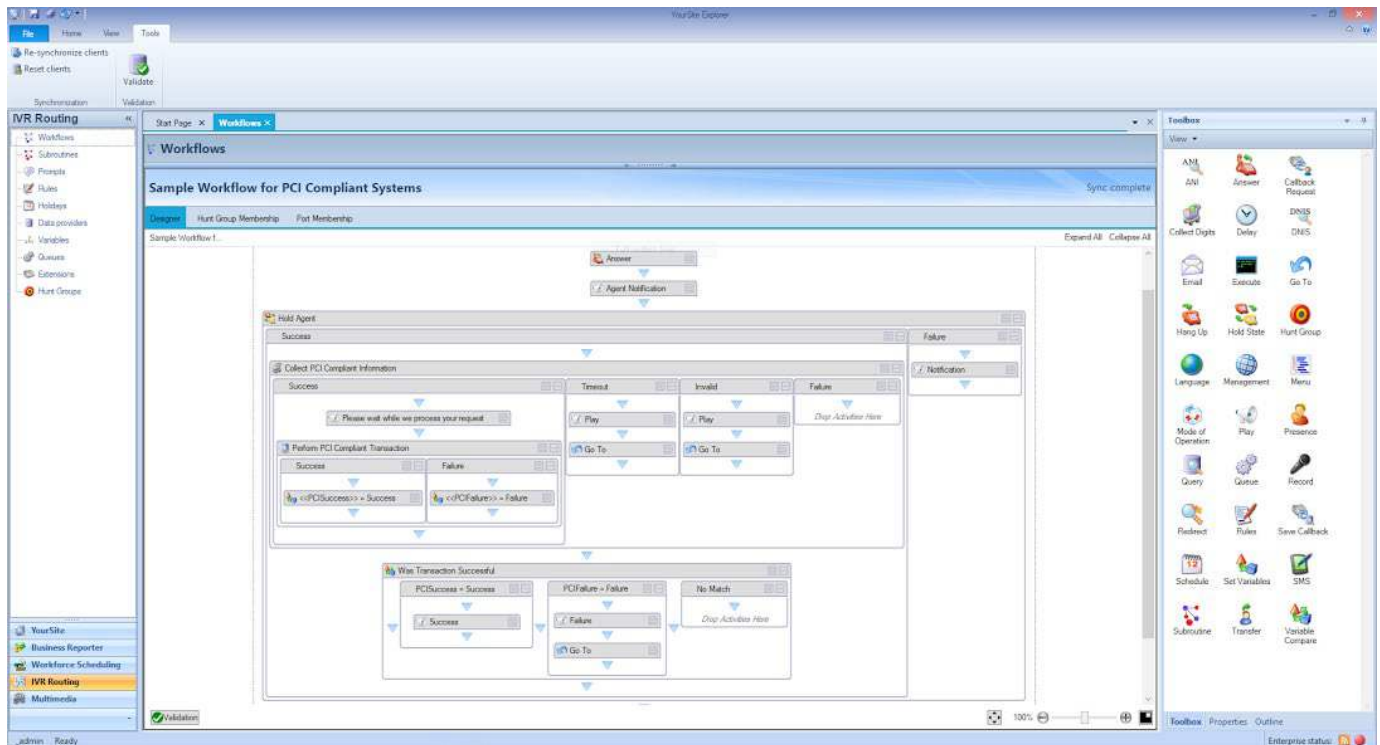 YourSite Explorer
File Home View Tools
Re-synchronize clients
Reset clients
Validate
Synchronization Validation
IVR Routing «
Workflows
Subroutines
Prompts
Rules
Holidays
Data providers
Variables
Queues
Extensions
Hunt Groups
YourSite
Business Reporter
Workforce Scheduling
IVR Routing
Multimedia
Start Page × Workflows ×
Workflows
Sample Workflow for PCI Compliant Systems Sync complete
Designer Hunt Group Membership Port Membership
Sample Workflow f... Expand All Collapse All
Answer
Agent Notification
Hold Agent
Success Failure
Collect PCI Compliant Information Notification
Success Timeout Invalid Failure
Please wait while we process your request Play Play Drop Activities Here
Perform PCI Compliant Transaction Go To Go To
Success Failure
<<PCISuccess>> = Success <<PCIFailure>> = Failure
Was Transaction Successful
PCISuccess = Success PCIFailure = Failure No Match
Success Failure Drop Activities Here
Go To
Validation 100%
Toolbox
View
ANI Answer Callback Request
Collect Digits Delay DNIS
Email Execute Go To
Hang Up Hold State Hunt Group
Language Management Menu
Mode of Operation Play Presence
Query Queue Record
Redirect Rules Save Callback
Schedule Set Variables SMS
Subroutine Transfer Variable Compare
Toolbox Properties Outline
_admin Ready Enterprise status: